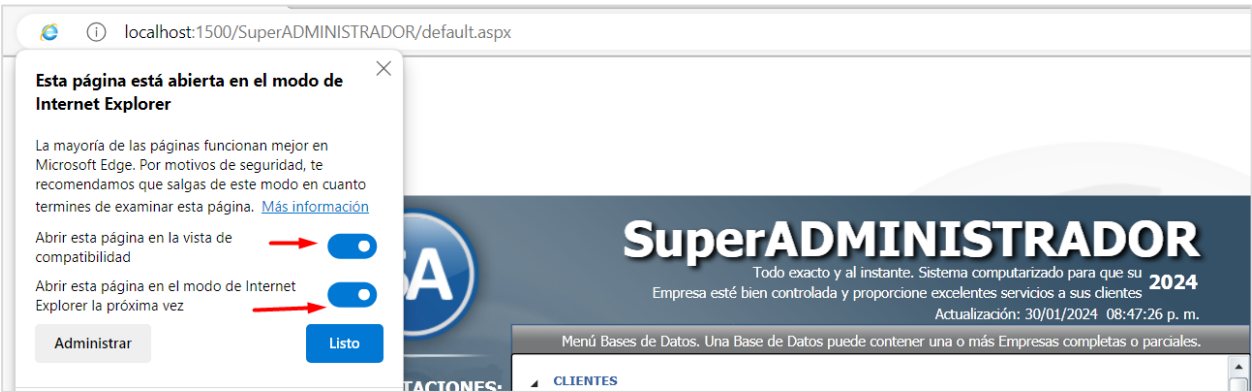 localhost:1500/SuperADMINISTRADOR/default.aspx
Esta página está abierta en el modo de
Internet Explorer
La mayoría de las páginas funcionan mejor en
Microsoft Edge. Por motivos de seguridad, te
recomendamos que salgas de este modo en cuanto
termines de examinar esta página. Más información
Abrir esta página en la vista de
compatibilidad
Abrir esta página en el modo de Internet
Explorer la próxima vez
Administrar
Listo
SuperADMINISTRADOR
Todo exacto y al instante. Sistema computarizado para que su
Empresa esté bien controlada y proporcione excelentes servicios a sus clientes
2024
Actualización: 30/01/2024 08:47:26 p. m.
Menú Bases de Datos. Una Base de Datos puede contener una o más Empresas completas o parciales.
CLIENTES